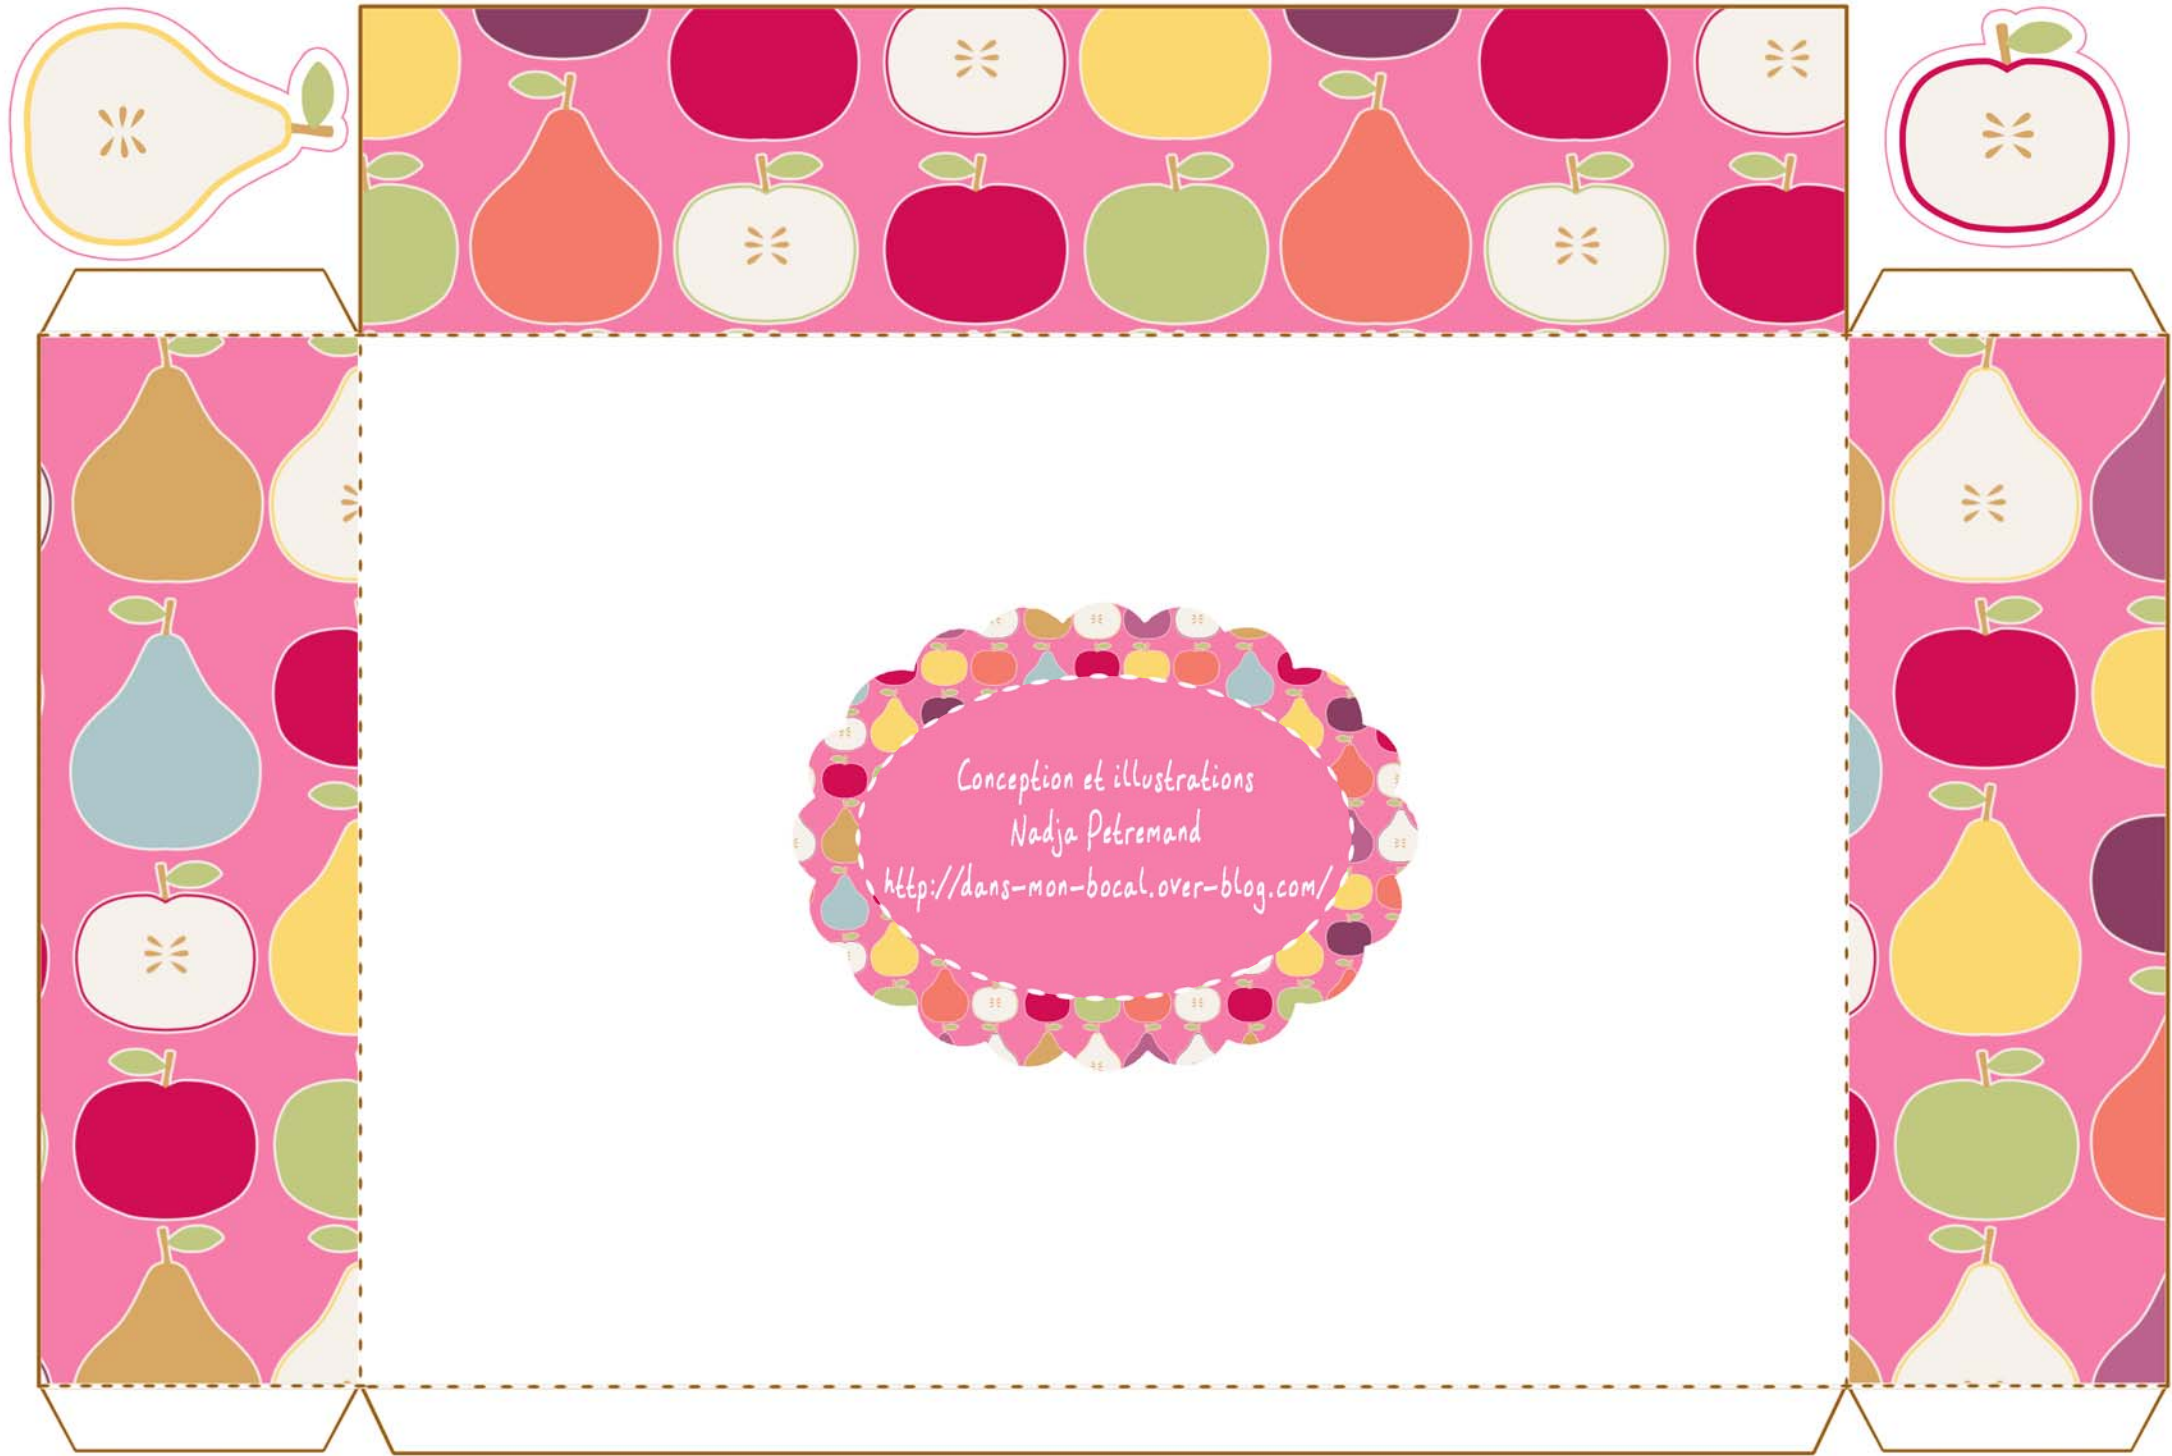 Conception et illustrations
Nadja Petremand
http://dans-mon-bocal.over-blog.com/